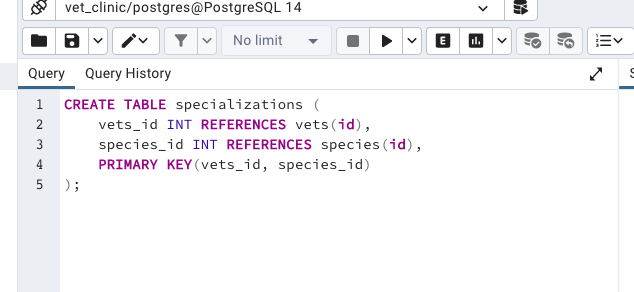 vet_clinic/postgres@PostgreSQL 14
No limit
E
Query Query History
1 CREATE TABLE specializations (
2 vets_id INT REFERENCES vets(id),
3 species_id INT REFERENCES species(id),
4 PRIMARY KEY(vets_id, species_id)
5 );